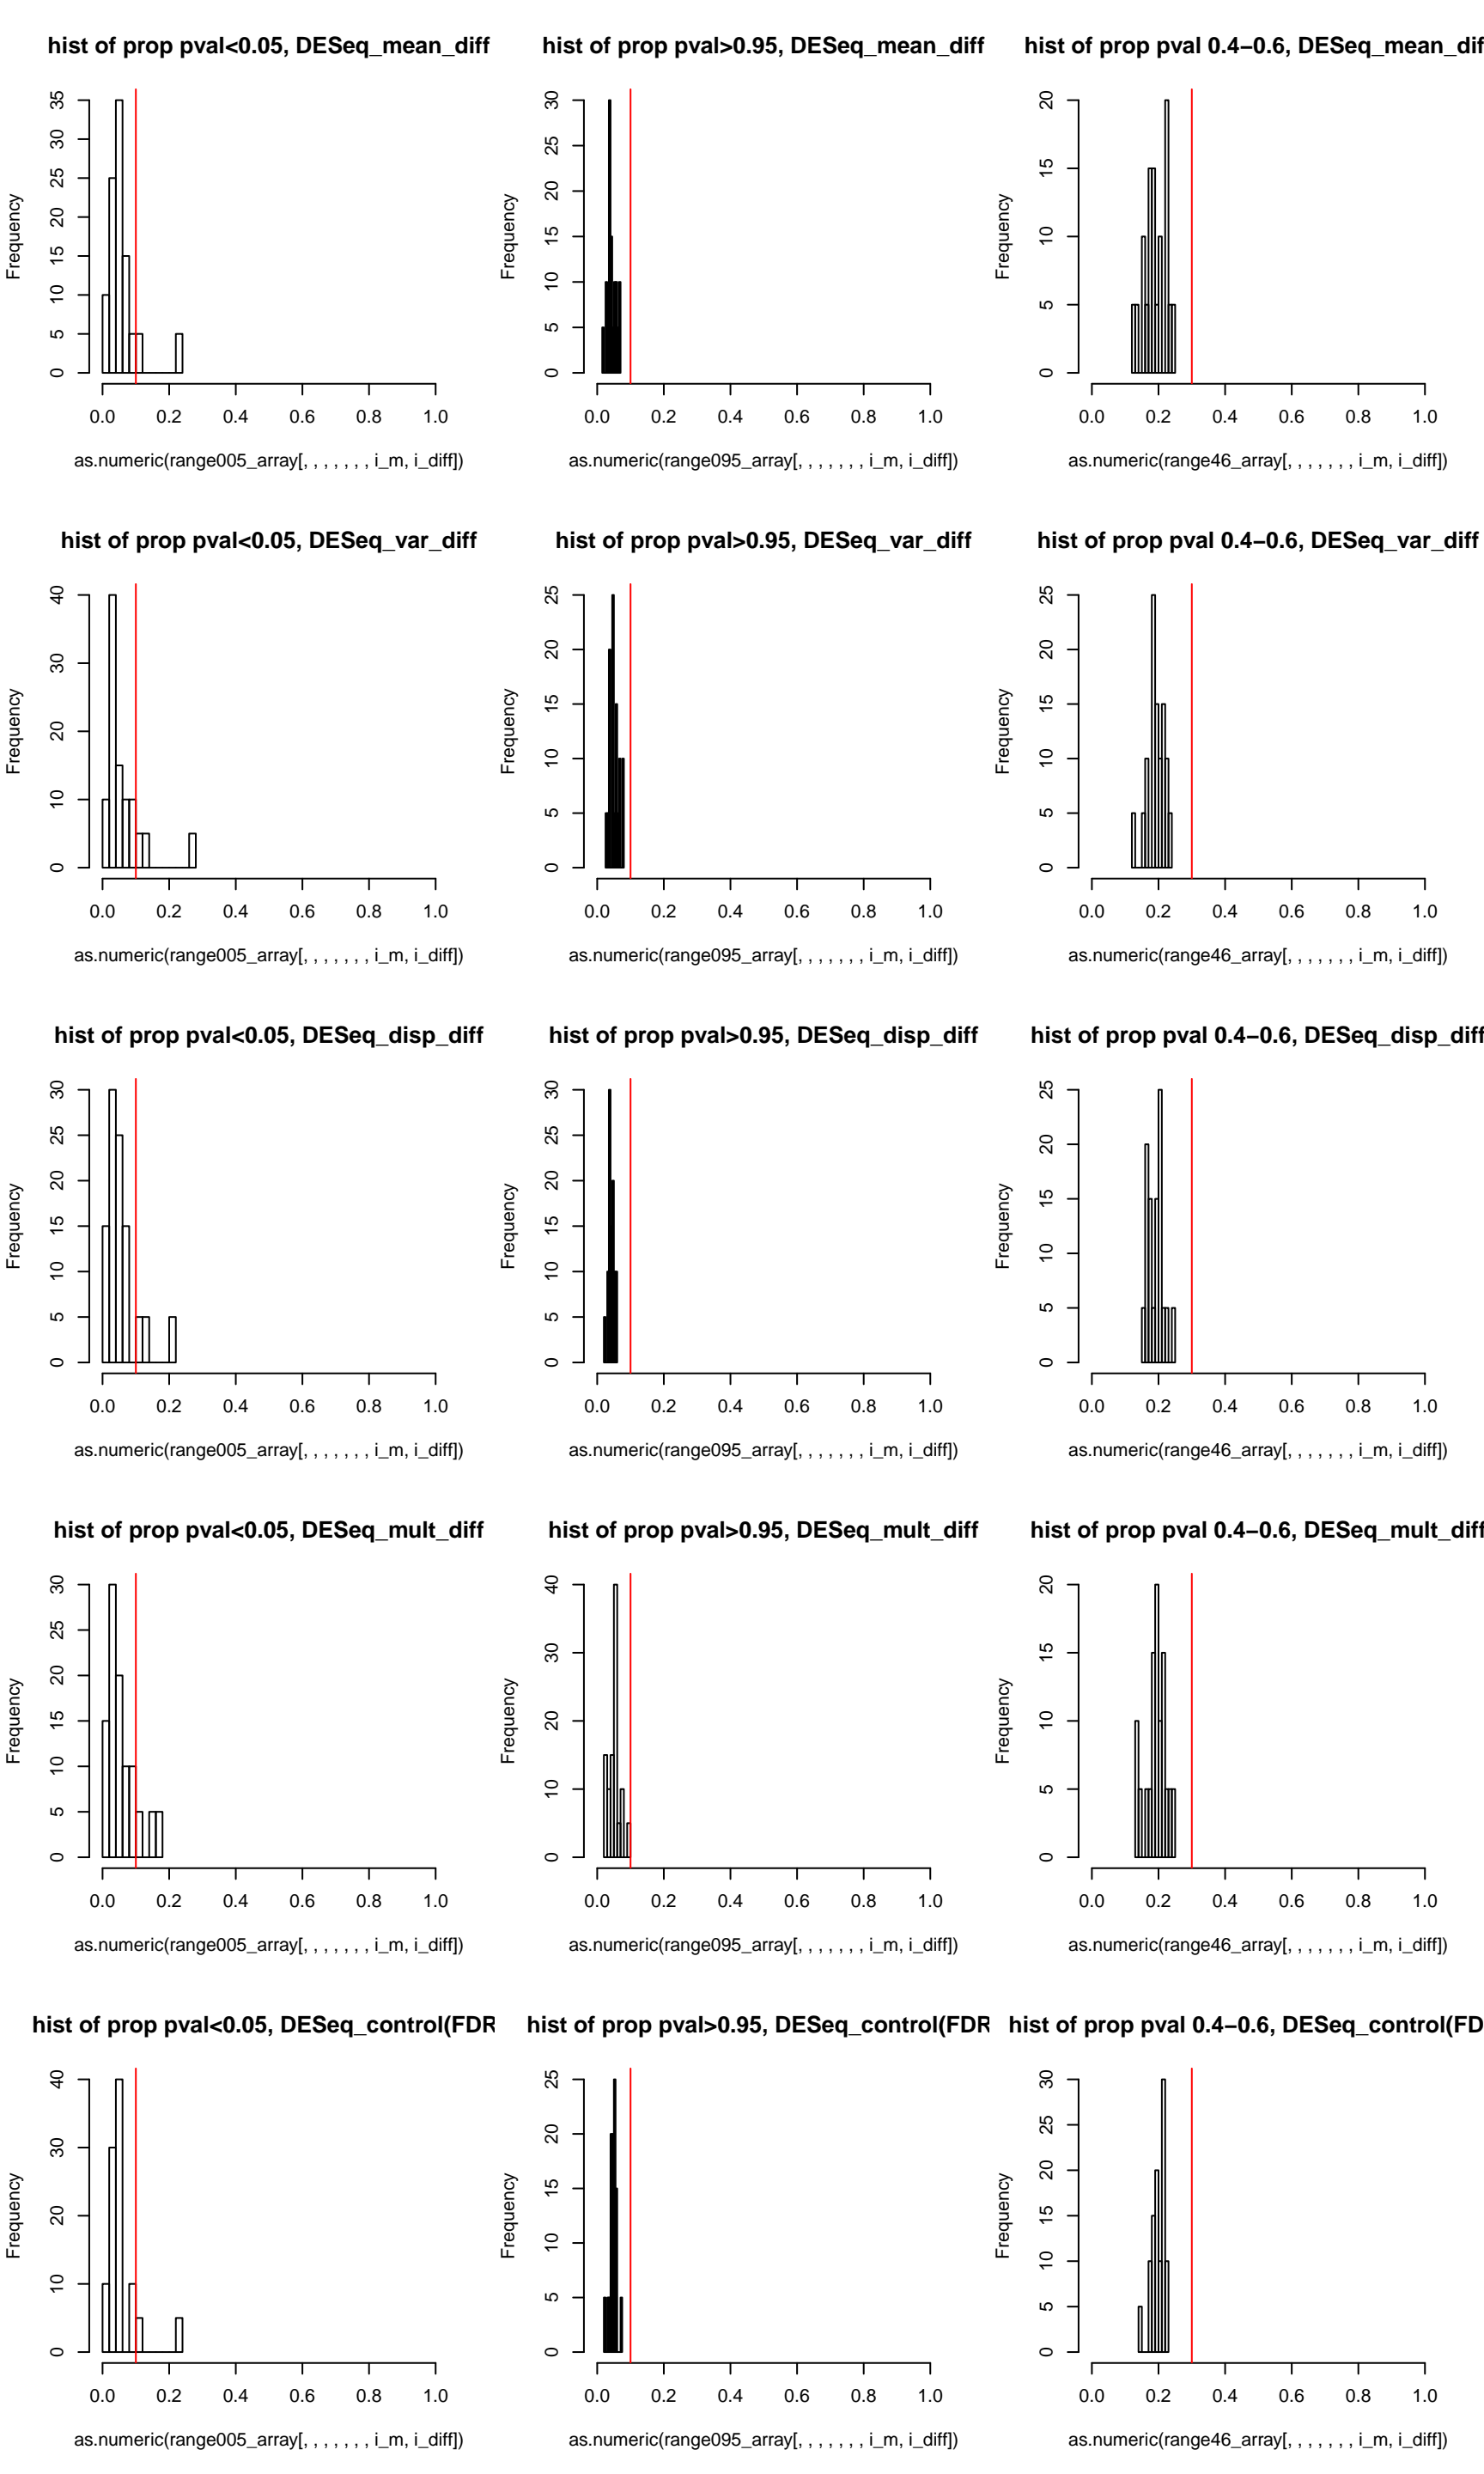 hist of prop pval<0.05, DESeq_mean_diff
Frequency
0 5 10 15 20 25 30 35
0.0 0.2 0.4 0.6 0.8 1.0
as.numeric(range005_array[, , , , , , , i_m, i_diff])
hist of prop pval>0.95, DESeq_mean_diff
Frequency
0 5 10 15 20 25 30
0.0 0.2 0.4 0.6 0.8 1.0
as.numeric(range095_array[, , , , , , , i_m, i_diff])
hist of prop pval 0.4−0.6, DESeq_mean_dif
Frequency
0 5 10 15 20
0.0 0.2 0.4 0.6 0.8 1.0
as.numeric(range46_array[, , , , , , , i_m, i_diff])
hist of prop pval<0.05, DESeq_var_diff
Frequency
0 10 20 30 40
0.0 0.2 0.4 0.6 0.8 1.0
as.numeric(range005_array[, , , , , , , i_m, i_diff])
hist of prop pval>0.95, DESeq_var_diff
Frequency
0 5 10 15 20 25
0.0 0.2 0.4 0.6 0.8 1.0
as.numeric(range095_array[, , , , , , , i_m, i_diff])
hist of prop pval 0.4−0.6, DESeq_var_diff
Frequency
0 5 10 15 20 25
0.0 0.2 0.4 0.6 0.8 1.0
as.numeric(range46_array[, , , , , , , i_m, i_diff])
hist of prop pval<0.05, DESeq_disp_diff
Frequency
0 5 10 15 20 25 30
0.0 0.2 0.4 0.6 0.8 1.0
as.numeric(range005_array[, , , , , , , i_m, i_diff])
hist of prop pval>0.95, DESeq_disp_diff
Frequency
0 5 10 15 20 25 30
0.0 0.2 0.4 0.6 0.8 1.0
as.numeric(range095_array[, , , , , , , i_m, i_diff])
hist of prop pval 0.4−0.6, DESeq_disp_diff
Frequency
0 5 10 15 20 25
0.0 0.2 0.4 0.6 0.8 1.0
as.numeric(range46_array[, , , , , , , i_m, i_diff])
hist of prop pval<0.05, DESeq_mult_diff
Frequency
0 5 10 15 20 25 30
0.0 0.2 0.4 0.6 0.8 1.0
as.numeric(range005_array[, , , , , , , i_m, i_diff])
hist of prop pval>0.95, DESeq_mult_diff
Frequency
0 10 20 30 40
0.0 0.2 0.4 0.6 0.8 1.0
as.numeric(range095_array[, , , , , , , i_m, i_diff])
hist of prop pval 0.4−0.6, DESeq_mult_diff
Frequency
0 5 10 15 20
0.0 0.2 0.4 0.6 0.8 1.0
as.numeric(range46_array[, , , , , , , i_m, i_diff])
hist of prop pval<0.05, DESeq_control(FDR
Frequency
0 10 20 30 40
0.0 0.2 0.4 0.6 0.8 1.0
as.numeric(range005_array[, , , , , , , i_m, i_diff])
hist of prop pval>0.95, DESeq_control(FDR
Frequency
0 5 10 15 20 25
0.0 0.2 0.4 0.6 0.8 1.0
as.numeric(range095_array[, , , , , , , i_m, i_diff])
hist of prop pval 0.4−0.6, DESeq_control(FD
Frequency
0 5 10 15 20 25 30
0.0 0.2 0.4 0.6 0.8 1.0
as.numeric(range46_array[, , , , , , , i_m, i_diff])